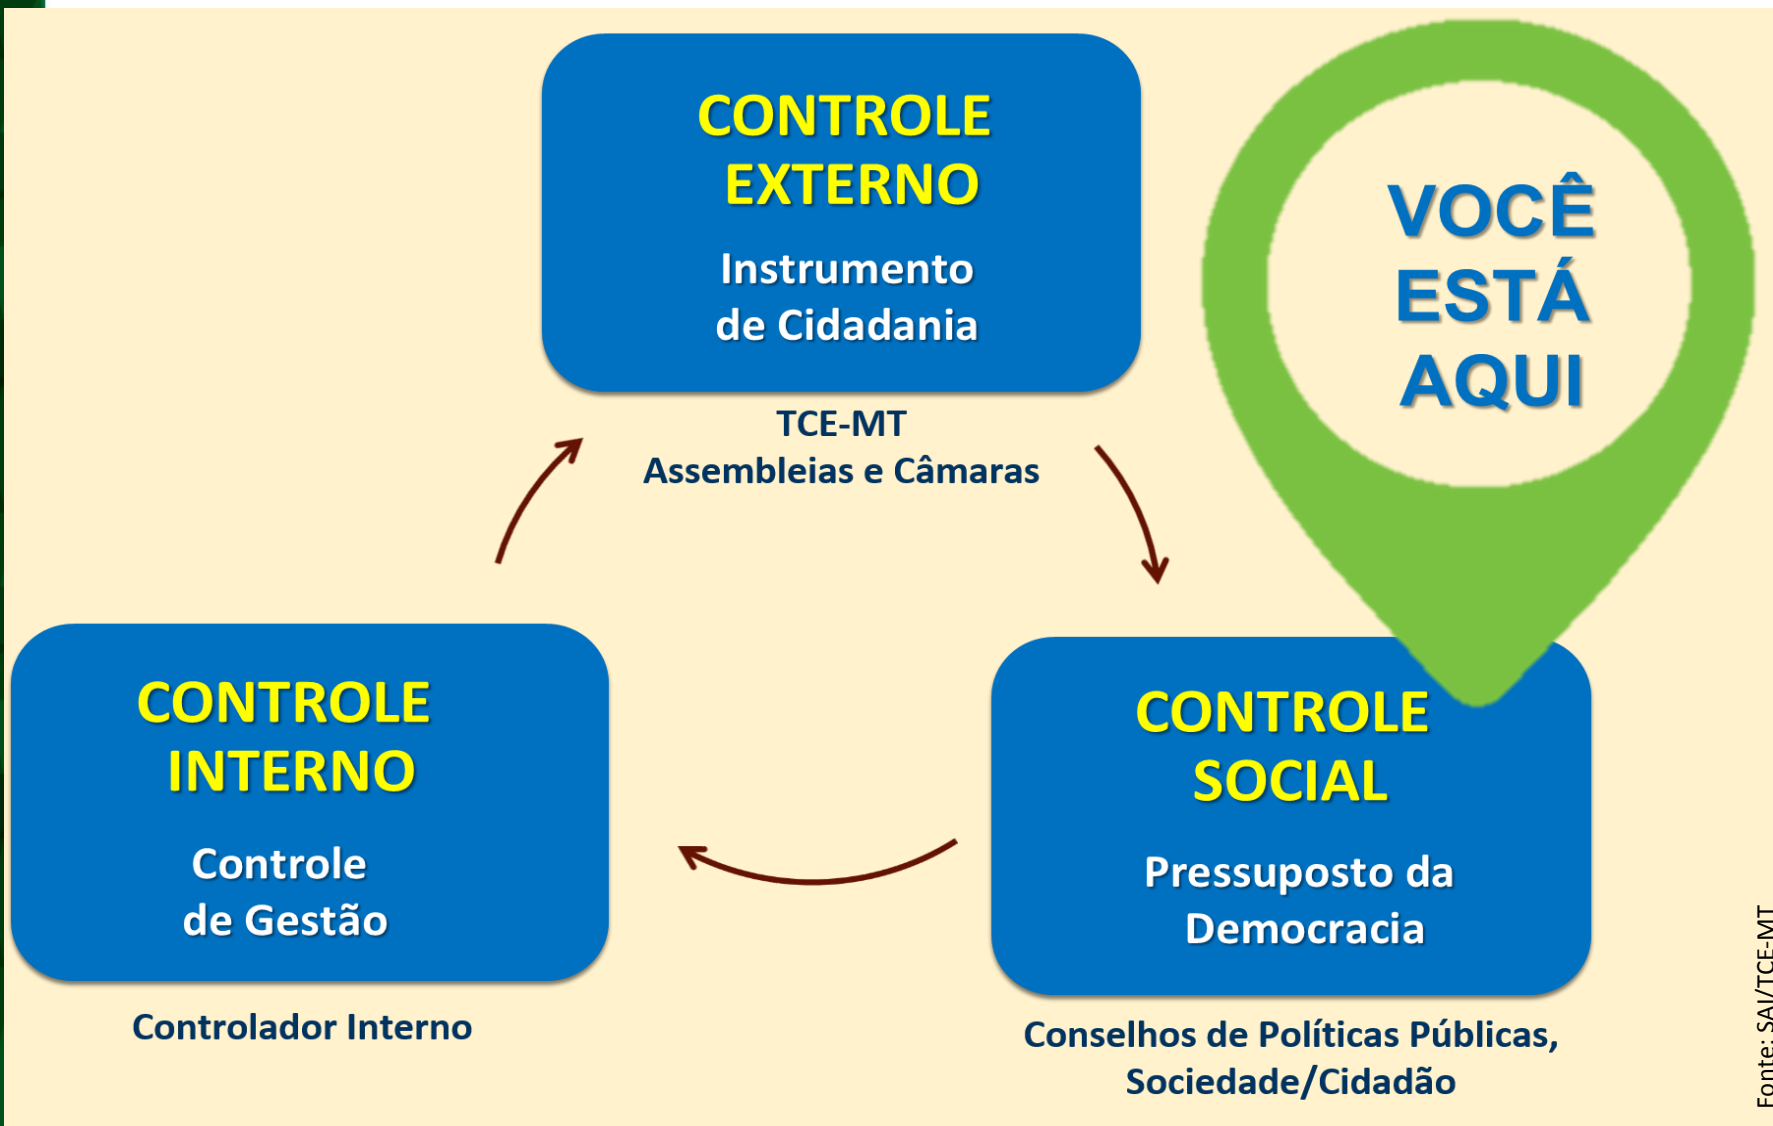 CONTROLE
EXTERNO
Instrumento
de Cidadania
TCE-MT
Assembleias e Câmaras
VOCÊ
ESTÁ
AQUI
CONTROLE
INTERNO
Controle
de Gestão
Controlador Interno
CONTROLE
SOCIAL
Pressuposto da
Democracia
Conselhos de Políticas Públicas,
Sociedade/Cidadão
Fonte: SAI/TCE-MT